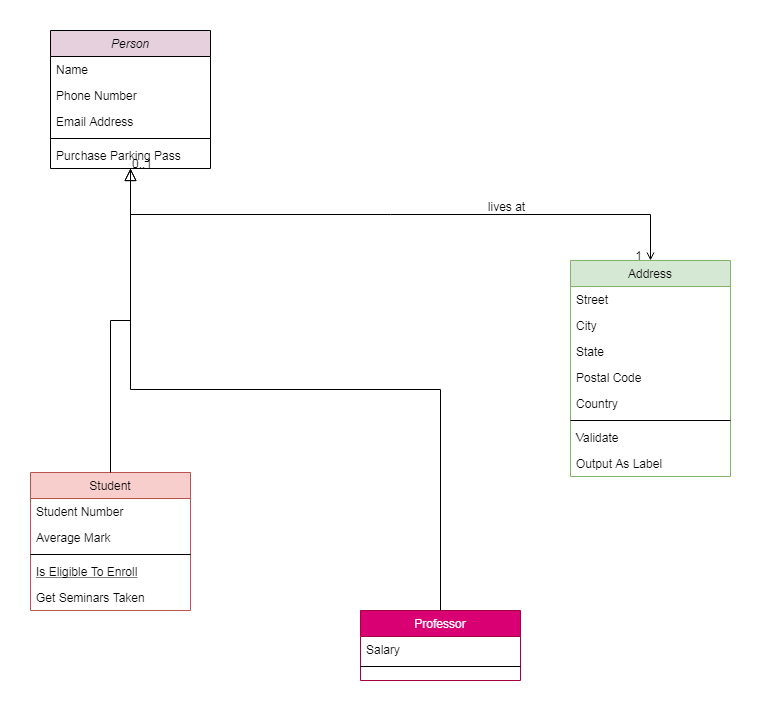 Person
Name
Phone Number
Email Address
Purchase Parking Pass
0..1
lives at
1
Address
Street
City
State
Postal Code
Country
Validate
Output As Label
Student
Student Number
Average Mark
Is Eligible To Enroll
Get Seminars Taken
Professor
Salary